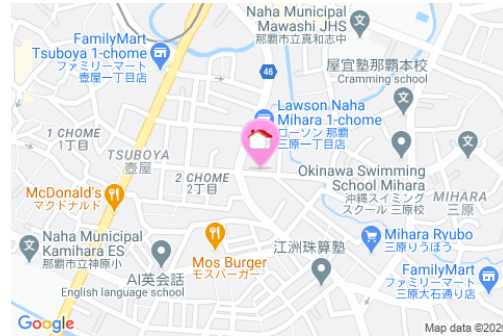 FamilyMart
Tsuboya 1-chome
ファミリーマート
壺屋一丁目店
Naha Municipal
Mawashi JHS
那覇市立真和志中
屋宜塾那覇本校
Cramming school
46
Lawson Naha
Mihara 1-chome
ローソン 那覇
三原一丁目店
1 CHOME
1丁目
TSUBOYA
壺屋
2 CHOME
2丁目
Okinawa Swimming
School Mihara
沖縄スイミング
スクール 三原校
MIHARA
三原
McDonald's
マクドナルド
Naha Municipal
Kamihara ES
那覇市立神原小
Mos Burger
モスバーガー
江洲珠算塾
Mihara Ryubo
三原りうぼう
AI英会話
English language school
FamilyMart
ファミリーマート
三原大石通り店
Google
Map data ©20